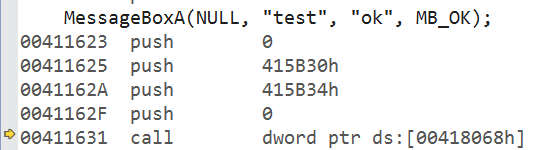 MessageBoxA(NULL, "test", "ok", MB_OK);
00411623 push 0
00411625 push 415B30h
0041162A push 415B34h
0041162F push 0
00411631 call dword ptr ds:[00418068h]